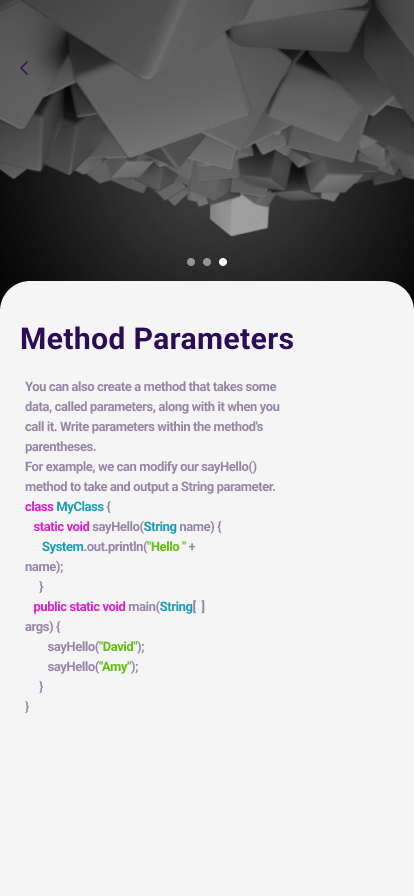 Method Parameters
You can also create a method that takes some
data, called parameters, along with it when you
call it. Write parameters within the method's
parentheses.
For example, we can modify our sayHello()
method to take and output a String parameter.
class MyClass {
static void sayHello(String name) {
System.out.println("Hello " +
name);
}
public static void main(String[ ]
args) {
sayHello("David");
sayHello("Amy");
}
}